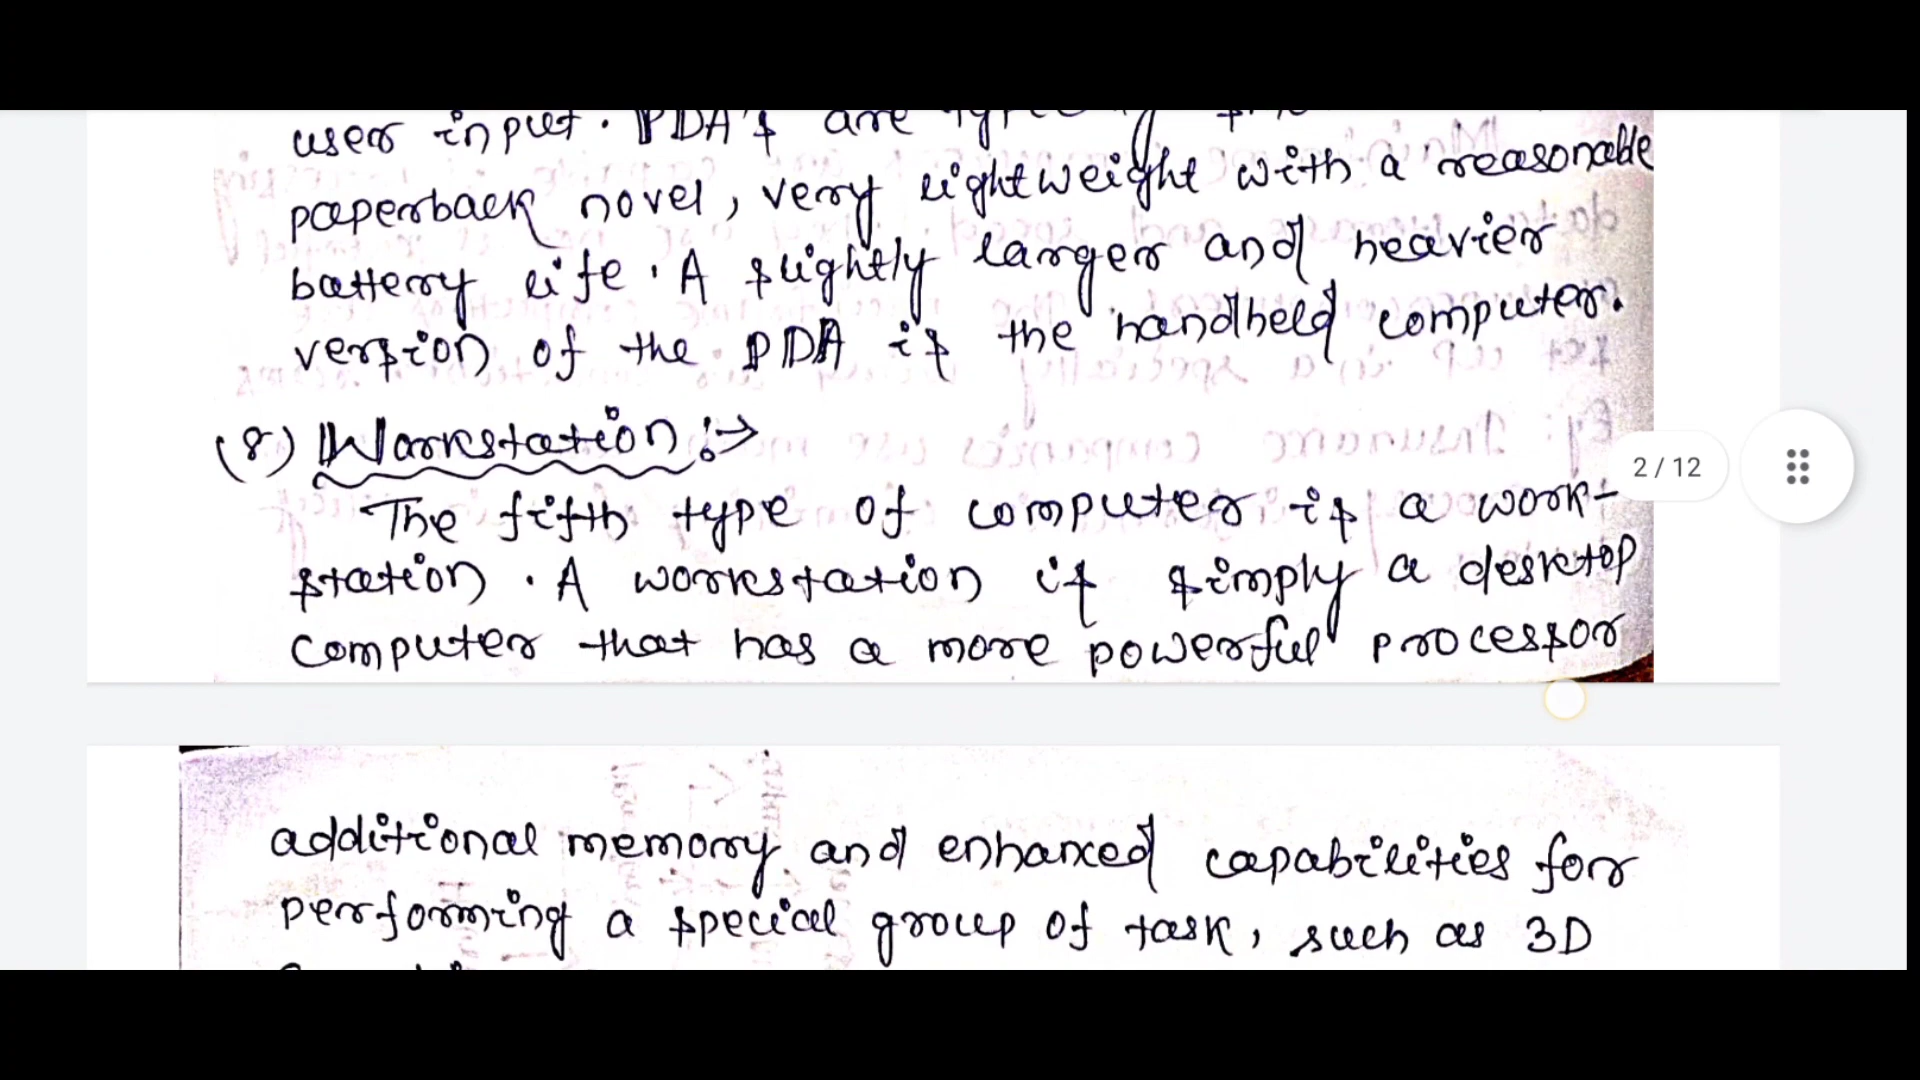 user input. PDA's are
paperback novel, very lightweight with a reasonable
battery life. A slightly larger and heavier
version of the PDA is the handheld computer.
(8) Workstation :→
The fifth type of computer is a work-
station. A workstation is simply a desktop
computer that has a more powerful processor
2 / 12
additional memory and enhanced capabilities for
performing a special group of task, such as 3D